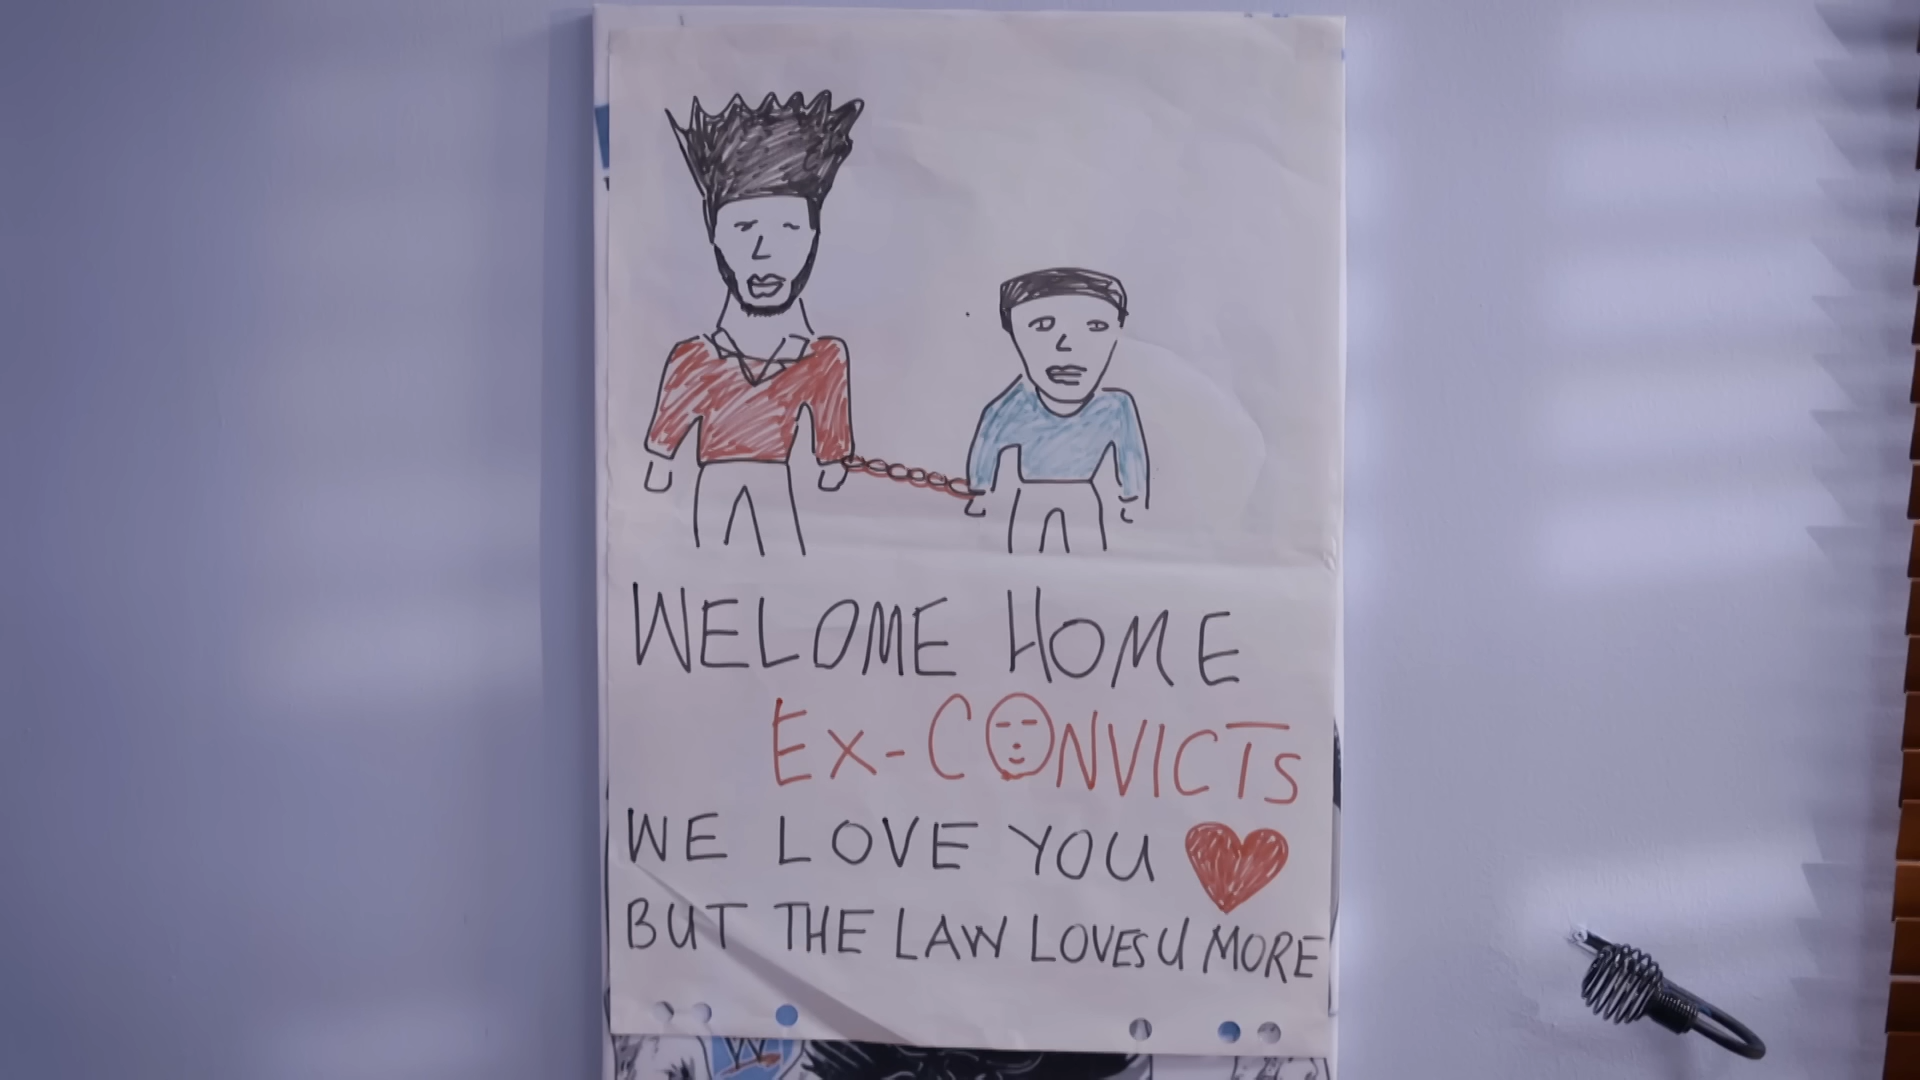 WELOME HOME
EX-CONVICTS
WE LOVE YOU
BUT THE LAW LOVES U MORE
W